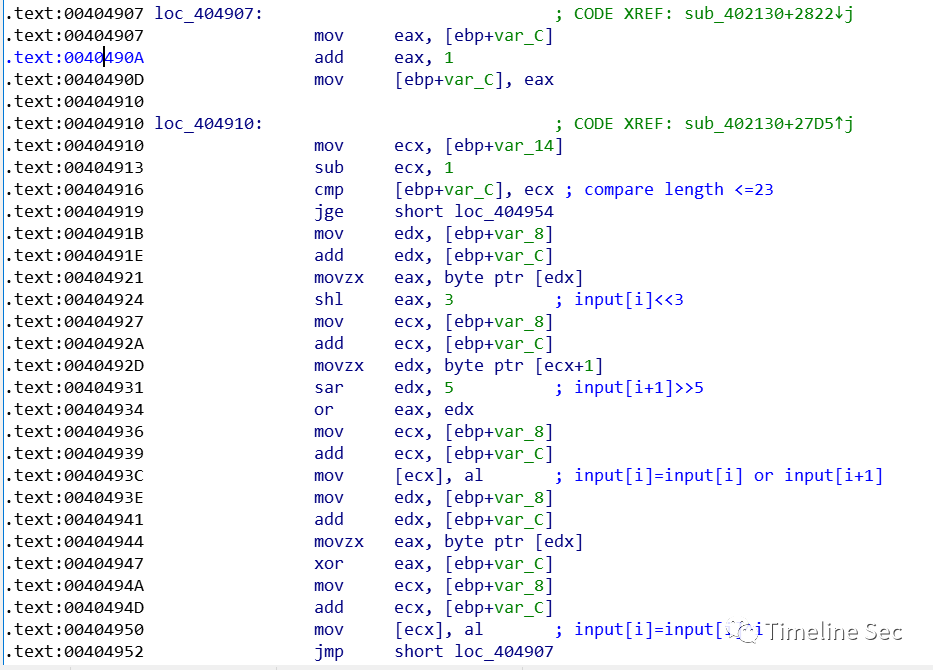 .text:00404907 loc_404907: ; CODE XREF: sub_402130+2822↓j
.text:00404907 mov eax, [ebp+var_C]
.text:0040490A add eax, 1
.text:0040490D mov [ebp+var_C], eax
.text:00404910
.text:00404910 loc_404910: ; CODE XREF: sub_402130+27D5↑j
.text:00404910 mov ecx, [ebp+var_14]
.text:00404913 sub ecx, 1
.text:00404916 cmp [ebp+var_C], ecx ; compare length <=23
.text:00404919 jge short loc_404954
.text:0040491B mov edx, [ebp+var_8]
.text:0040491E add edx, [ebp+var_C]
.text:00404921 movzx eax, byte ptr [edx]
.text:00404924 shl eax, 3 ; input[i]<<3
.text:00404927 mov ecx, [ebp+var_8]
.text:0040492A add ecx, [ebp+var_C]
.text:0040492D movzx edx, byte ptr [ecx+1]
.text:00404931 sar edx, 5 ; input[i+1]>>5
.text:00404934 or eax, edx
.text:00404936 mov ecx, [ebp+var_8]
.text:00404939 add ecx, [ebp+var_C]
.text:0040493C mov [ecx], al ; input[i]=input[i] or input[i+1]
.text:0040493E mov edx, [ebp+var_8]
.text:00404941 add edx, [ebp+var_C]
.text:00404944 movzx eax, byte ptr [edx]
.text:00404947 xor eax, [ebp+var_C]
.text:0040494A mov ecx, [ebp+var_8]
.text:0040494D add ecx, [ebp+var_C]
.text:00404950 mov [ecx], al ; input[i]=input[ i Timeline Sec
.text:00404952 jmp short loc_404907